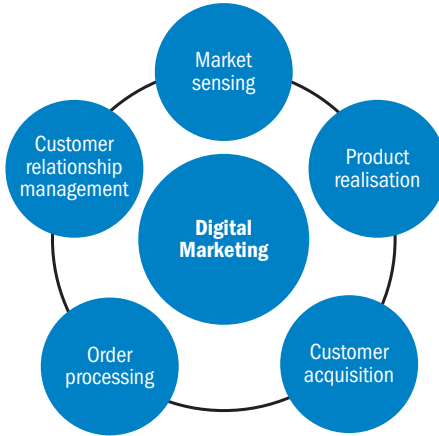 Market
sensing
Customer
relationship
management
Product
realisation
Digital
Marketing
Order
processing
Customer
acquisition